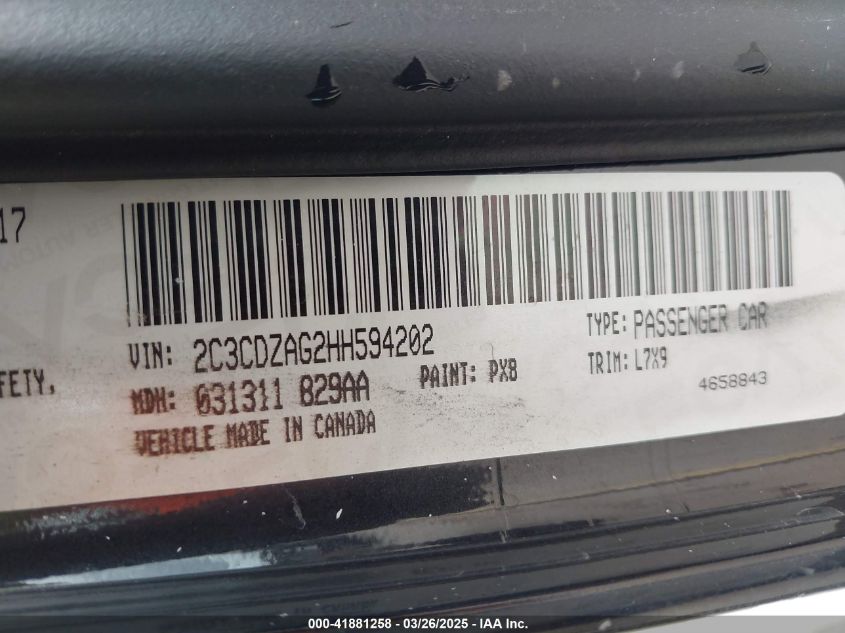 17
VIN: 2C3CDZAG2HH594202
TYPE: PASSENGER CAR
FETY,
MDH: 031311 829AA
PAINT: PX8
TRIM: L7X9
4658843
VEHICLE MADE IN CANADA
000-41881258 - 03/26/2025 - IAA Inc.